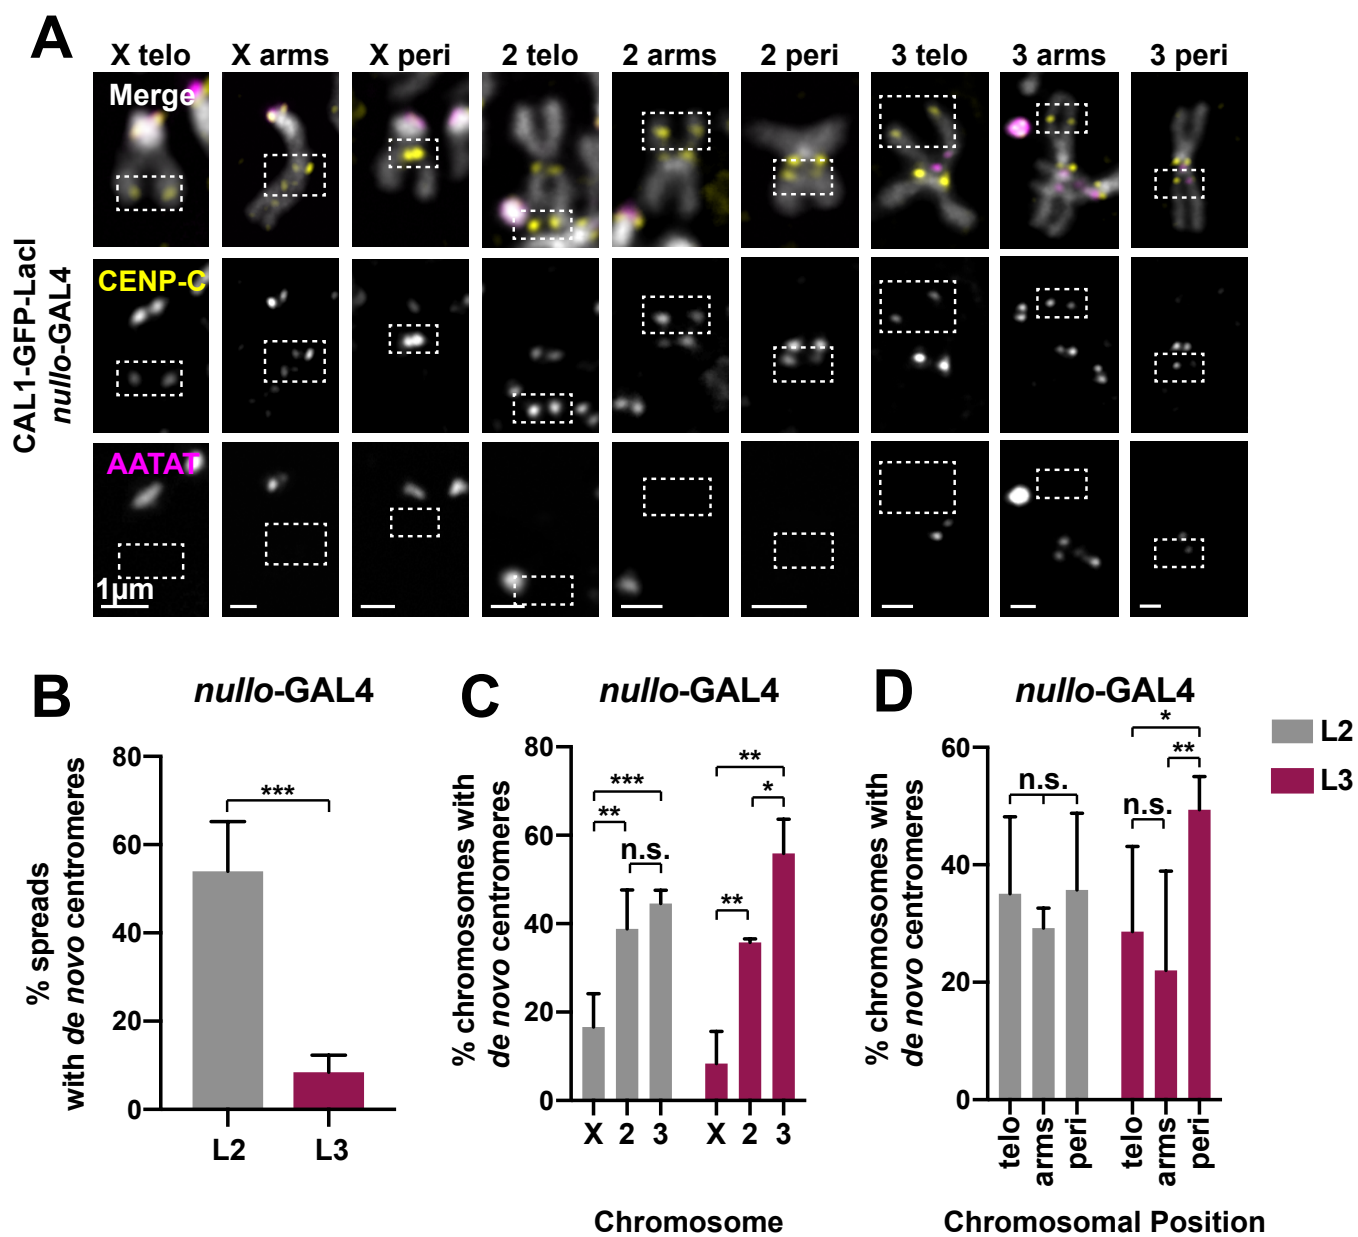 A
X telo X arms X peri 2 telo 2 arms 2 peri 3 telo 3 arms 3 peri
Merge
CENP-C
AATAT
1µm
CAL1-GFP-LacI
nullo-GAL4
B
nullo-GAL4
% spreads
with de novo centromeres
80
60
40
20
0
***
L2 L3
C
nullo-GAL4
% chromosomes with
de novo centromeres
80
60
40
20
0
***
**
n.s.
**
*
**
X 2 3 X 2 3
Chromosome
D
nullo-GAL4
% chromosomes with
de novo centromeres
60
40
20
0
n.s.
*
**
n.s.
telo arms peri telo arms peri
Chromosomal Position
L2
L3